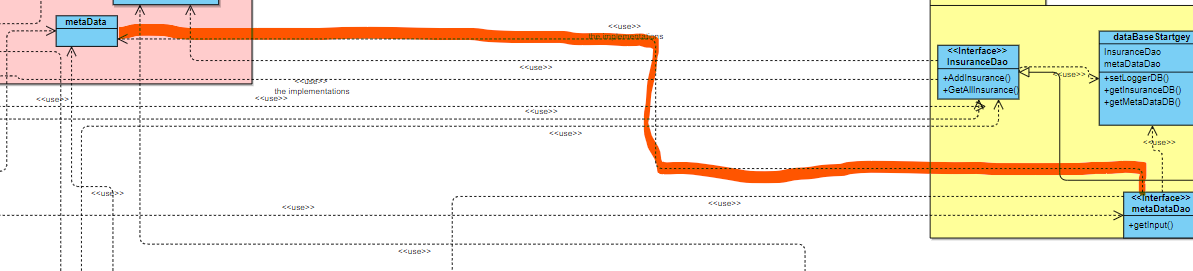 metaData
<<use>>
the implementations
<<use>>
<<use>>
the implementations
<<use>>
<<use>>
<<use>>
<<use>>
<<Interface>>
InsuranceDao
+AddInsurance()
+GetAllInsurance()
<<use>>
dataBaseStartgey
InsuranceDao
metaDataDao
+setLoggerDB()
+getInsuranceDB()
+getMetaDataDB()
<<use>>
<<use>>
<<use>>
<<use>>
<<Interface>>
metaDataDao
+getInput()
<<use>>